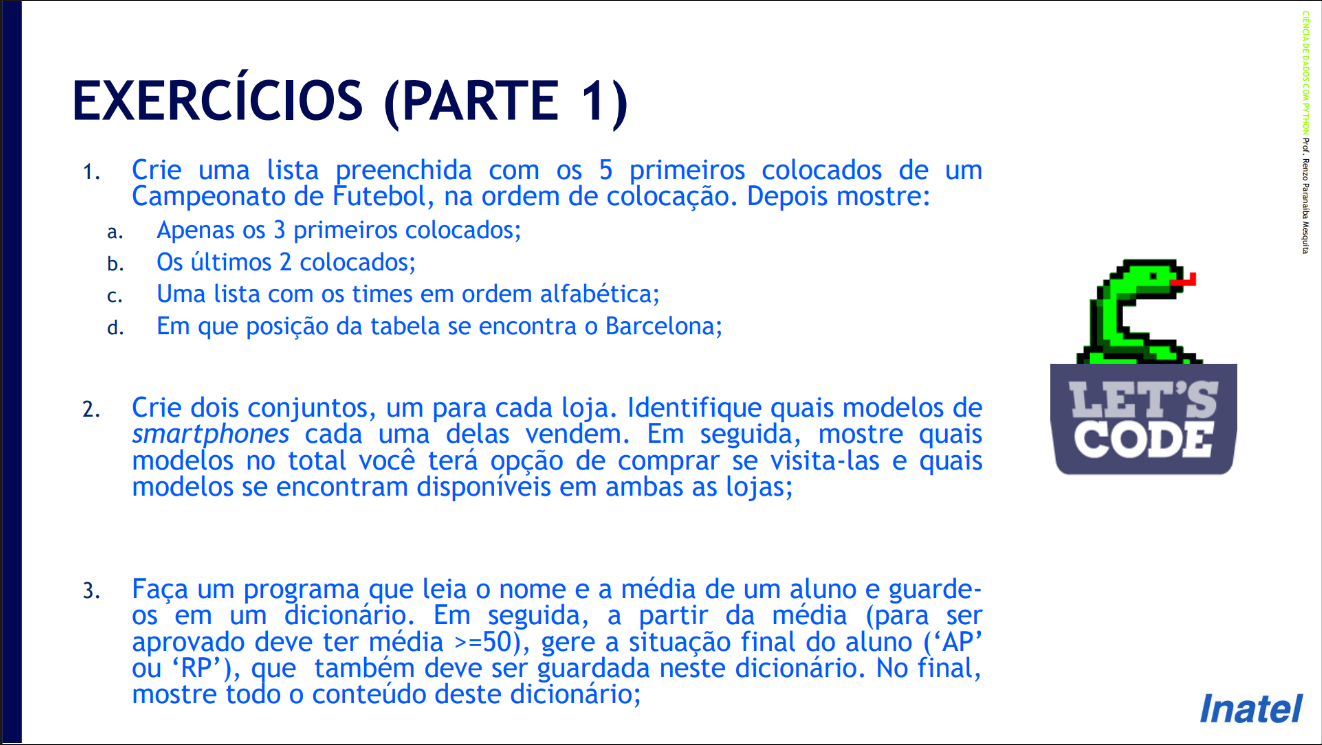 EXERCÍCIOS (PARTE 1)
1. Crie uma lista preenchida com os 5 primeiros colocados de um
Campeonato de Futebol, na ordem de colocação. Depois mostre:
a. Apenas os 3 primeiros colocados;
b. Os últimos 2 colocados;
c. Uma lista com os times em ordem alfabética;
d. Em que posição da tabela se encontra o Barcelona;
2. Crie dois conjuntos, um para cada loja. Identifique quais modelos de
smartphones cada uma delas vendem. Em seguida, mostre quais
modelos no total você terá opção de comprar se visita-las e quais
modelos se encontram disponíveis em ambas as lojas;
3. Faça um programa que leia o nome e a média de um aluno e guarde-
os em um dicionário. Em seguida, a partir da média (para ser
aprovado deve ter média >=50), gere a situação final do aluno (‘AP’
ou ‘RP’), que também deve ser guardada neste dicionário. No final,
mostre todo o conteúdo deste dicionário;
LET'S
CODE
CIÊNCIA DE DADOS COM PYTHON Prof. Renzo Paranaíba Mesquita
Inatel